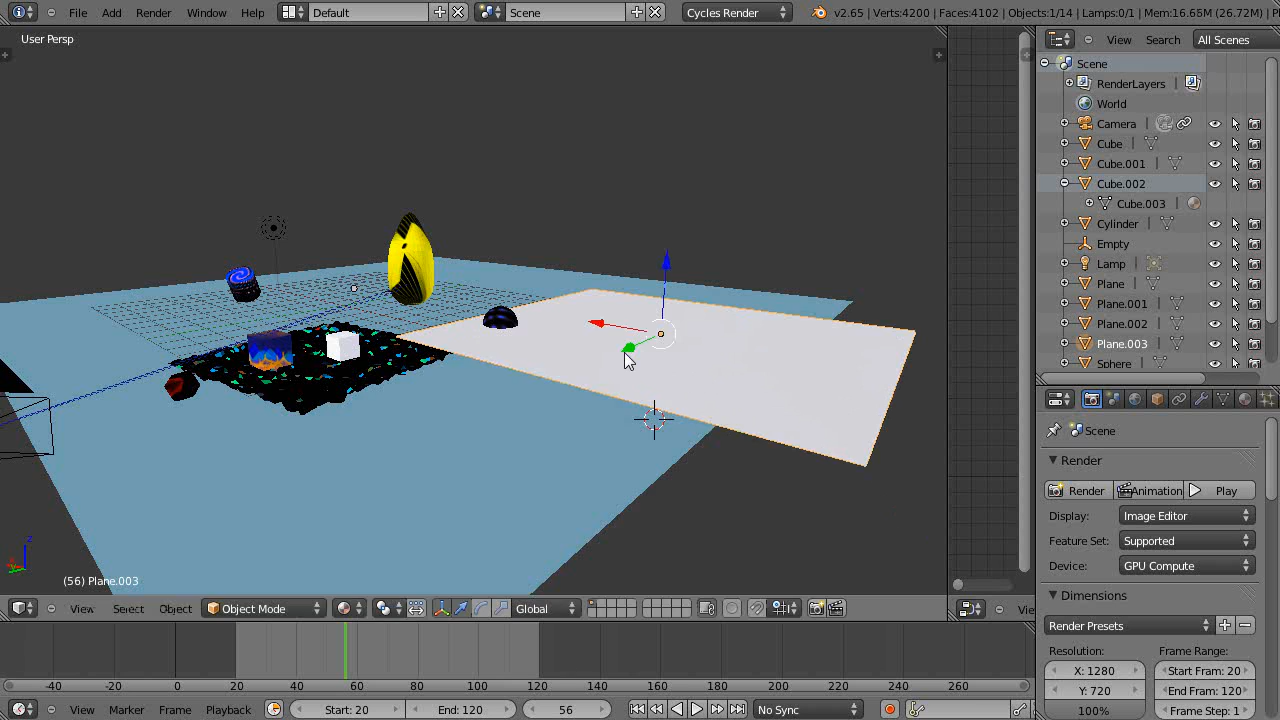 File Add Render Window Help Default Scene Cycles Render v2.65 | Verts:4200 | Faces:4102 | Objects:1/14 | Lamps:0/1 | Mem:16.65M (26.72M) | Pl
User Persp
View Search All Scenes
Scene
RenderLayers |
World
Camera |
Cube |
Cube.001 |
Cube.002
Cube.003 |
Cylinder |
Empty
Lamp |
Plane |
Plane.001 |
Plane.002 |
Plane.003 |
Sphere |
Scene
Render
Render Animation Play
Display: Image Editor
Feature Set: Supported
Device: GPU Compute
Dimensions
Render Presets
Resolution: Frame Range:
X: 1280 Start Fram: 20
Y: 720 End Fram: 120
100% Frame Step: 1
z
(56) Plane.003
View Select Object Object Mode Global Vie
-40 -20 0 20 40 60 80 100 120 140 160 180 200 220 240 260
View Marker Frame Playback Start: 20 End: 120 56 No Sync